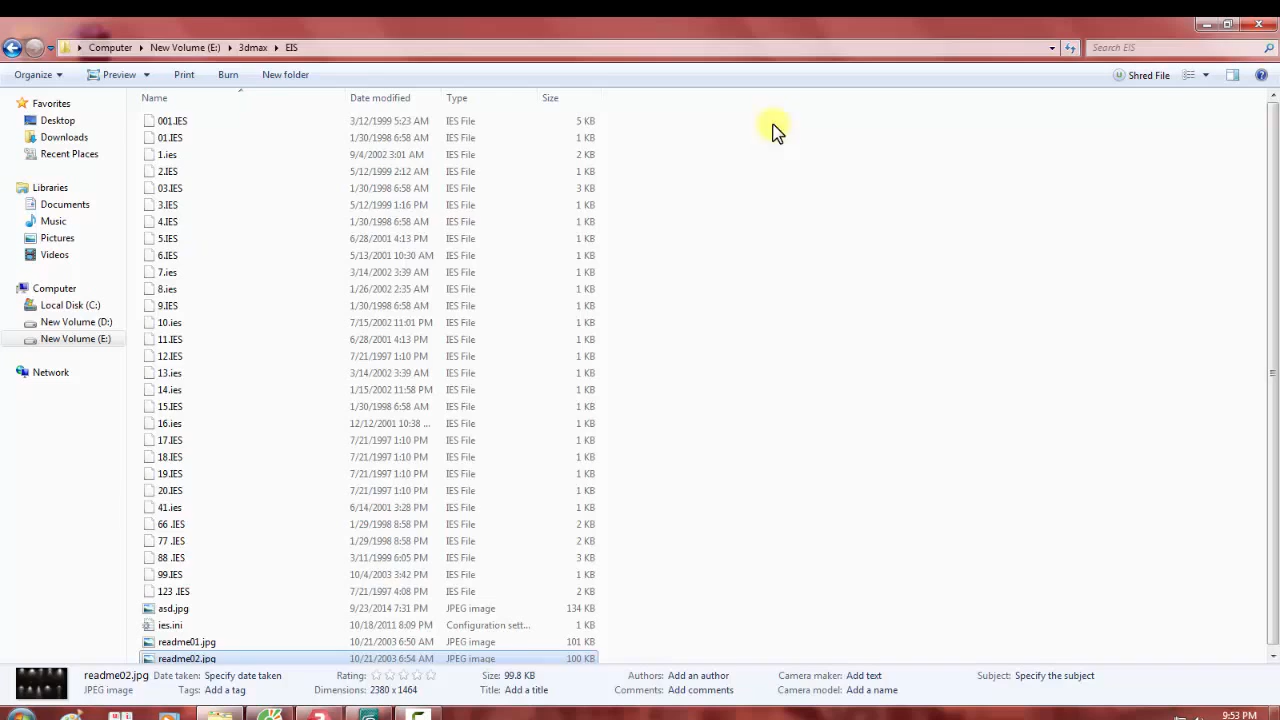 Computer New Volume (E:) 3dmax EIS Search EIS
Organize Preview Print Burn New folder Shred File
Name Date modified Type Size
Favorites
Desktop
Downloads
Recent Places
Libraries
Documents
Music
Pictures
Videos
Computer
Local Disk (C:)
New Volume (D:)
New Volume (E:)
Network
001.IES 3/12/1999 5:23 AM IES File 5 KB
01.IES 1/30/1998 6:58 AM IES File 1 KB
1.ies 9/4/2002 3:01 AM IES File 2 KB
2.IES 5/12/1999 2:12 AM IES File 1 KB
03.IES 1/30/1998 6:58 AM IES File 3 KB
3.IES 5/12/1999 1:16 PM IES File 1 KB
4.IES 1/30/1998 6:58 AM IES File 1 KB
5.IES 6/28/2001 4:13 PM IES File 1 KB
6.IES 5/13/2001 10:30 AM IES File 1 KB
7.ies 3/14/2002 3:39 AM IES File 1 KB
8.ies 1/26/2002 2:35 AM IES File 1 KB
9.IES 1/30/1998 6:58 AM IES File 1 KB
10.ies 7/15/2002 11:01 PM IES File 1 KB
11.IES 6/28/2001 4:13 PM IES File 1 KB
12.IES 7/21/1997 1:10 PM IES File 1 KB
13.ies 3/14/2002 3:39 AM IES File 1 KB
14.ies 1/15/2002 11:58 PM IES File 1 KB
15.IES 1/30/1998 6:58 AM IES File 1 KB
16.ies 12/12/2001 10:38 ... IES File 1 KB
17.IES 7/21/1997 1:10 PM IES File 1 KB
18.IES 7/21/1997 1:10 PM IES File 1 KB
19.IES 7/21/1997 1:10 PM IES File 1 KB
20.IES 7/21/1997 1:10 PM IES File 1 KB
41.ies 6/14/2001 3:28 PM IES File 1 KB
66 .IES 1/29/1998 8:58 PM IES File 2 KB
77 .IES 1/29/1998 8:58 PM IES File 2 KB
88 .IES 3/11/1999 6:05 PM IES File 3 KB
99.IES 10/4/2003 3:42 PM IES File 1 KB
123 .IES 7/21/1997 4:08 PM IES File 2 KB
asd.jpg 9/23/2014 7:31 PM JPEG image 134 KB
ies.ini 10/18/2011 8:09 PM Configuration sett... 1 KB
readme01.jpg 10/21/2003 6:50 AM JPEG image 101 KB
readme02.jpg 10/21/2003 6:54 AM JPEG image 100 KB
readme02.jpg Date taken: Specify date taken Rating: Size: 99.8 KB Authors: Add an author Camera maker: Add text Subject: Specify the subject
JPEG image Tags: Add a tag Dimensions: 2380 x 1464 Title: Add a title Comments: Add comments Camera model: Add a name
9:53 PM